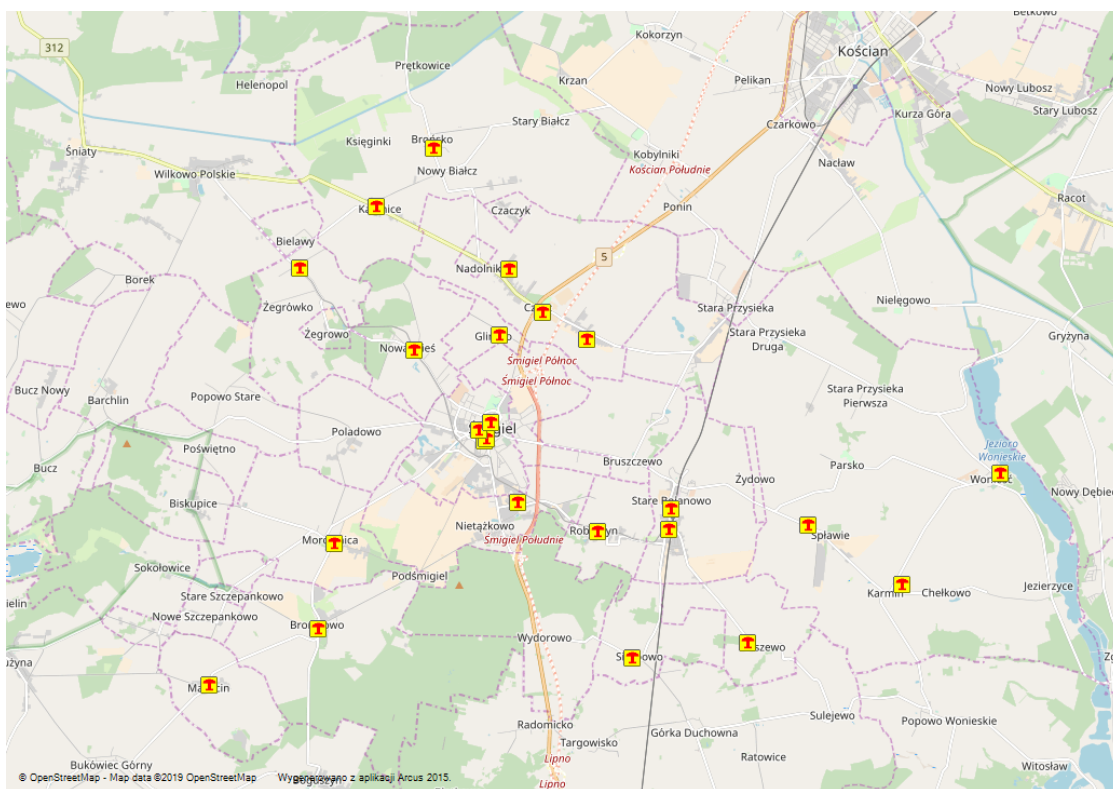 Betkowo
312
Kokorzyn
Kościan
Prętkowice
Krzan
Pelikan
Helenopol
Nowy Lubosz
Stary Lubosz
Kurza Góra
Stary Białcz
Czarkowo
Księginki
Brońsko
Śniaty
Kobylniki
Nacław
Nowy Białcz
Kościan Południe
Wilkowo Polskie
Racot
Czaczyk
Ponin
Bielawy
5
Nadolnik
Borek
Nielęgowo
Żegrówko
Stara Przysieka
Żegrowo
Stara Przysieka
Druga
Gryżyna
Śmigiel Północ
Śmigiel Północ
Bucz Nowy
Barchlin
Popowo Stare
Stara Przysieka
Pierwsza
Poladowo
Jezioro
Wonieskie
Poświętno
Bucz
Bruszczewo
Parsko
Żydowo
Nowy Dębiec
Biskupice
Nietążkowo
Śmigiel Południe
Spławie
Sokołowice
Podśmigiel
Jezierzyce
Stare Szczepankowo
Karmin
Chełkowo
Nowe Szczepankowo
Wydorowo
Radomicko
Sulejewo
Popowo Wonieskie
Górka Duchowna
Targowisko
Ratowice
Lipno
Bukówiec Górny
Witosław
© OpenStreetMap - Map data ©2019 OpenStreetMap
Wygenerowano z aplikacji Arcus 2015.
Lipno